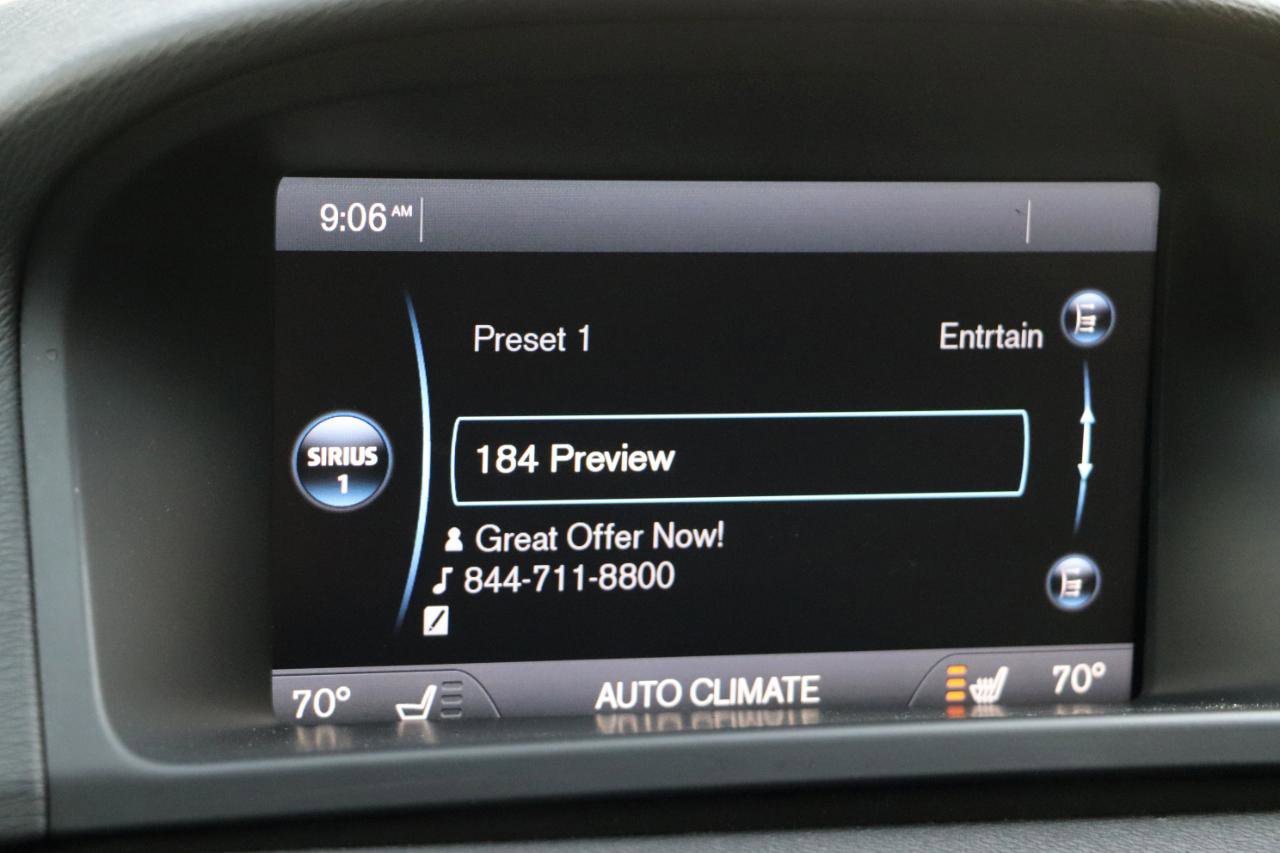 9:06 AM
Preset 1 Entrtain
SIRIUS
1
184 Preview
Great Offer Now!
844-711-8800
70° AUTO CLIMATE 70°